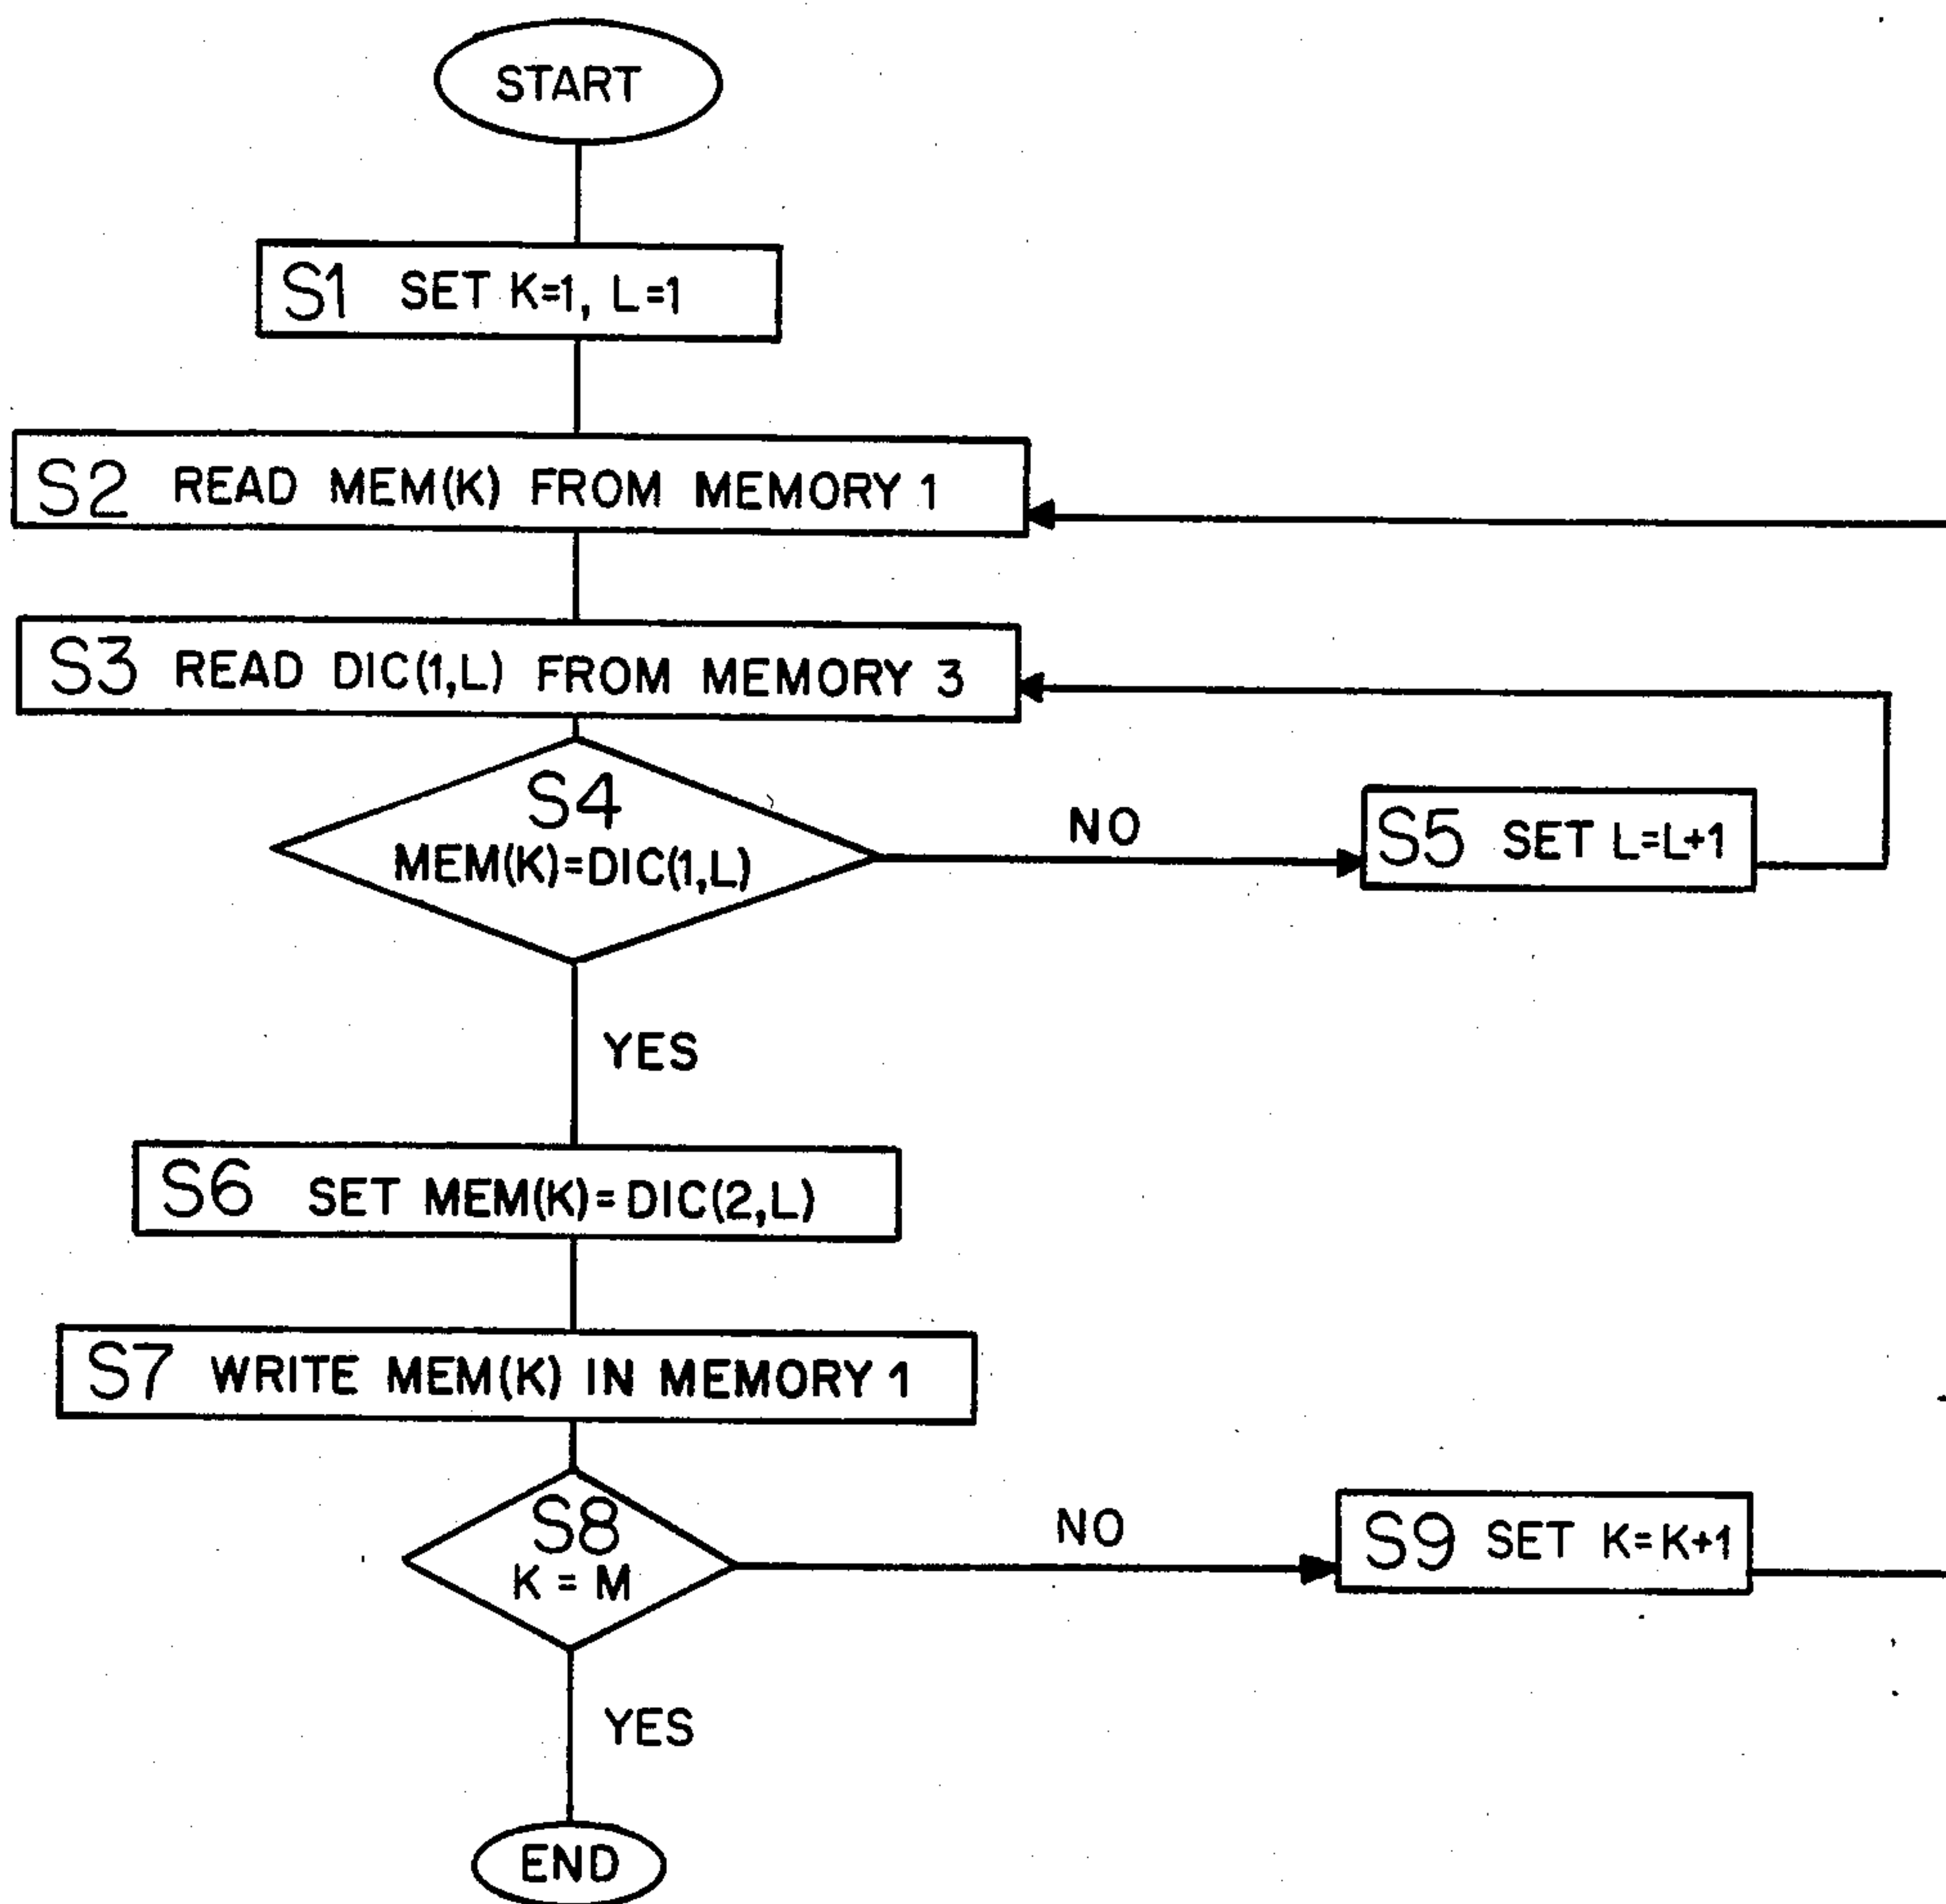 START
S1 SET K=1, L=1
S2 READ MEM(K) FROM MEMORY 1
S3 READ DIC(1,L) FROM MEMORY 3
S4
MEM(K)=DIC(1,L)
NO
S5 SET L=L+1
YES
S6 SET MEM(K)=DIC(2,L)
S7 WRITE MEM(K) IN MEMORY 1
S8
K = M
NO
S9 SET K=K+1
YES
END